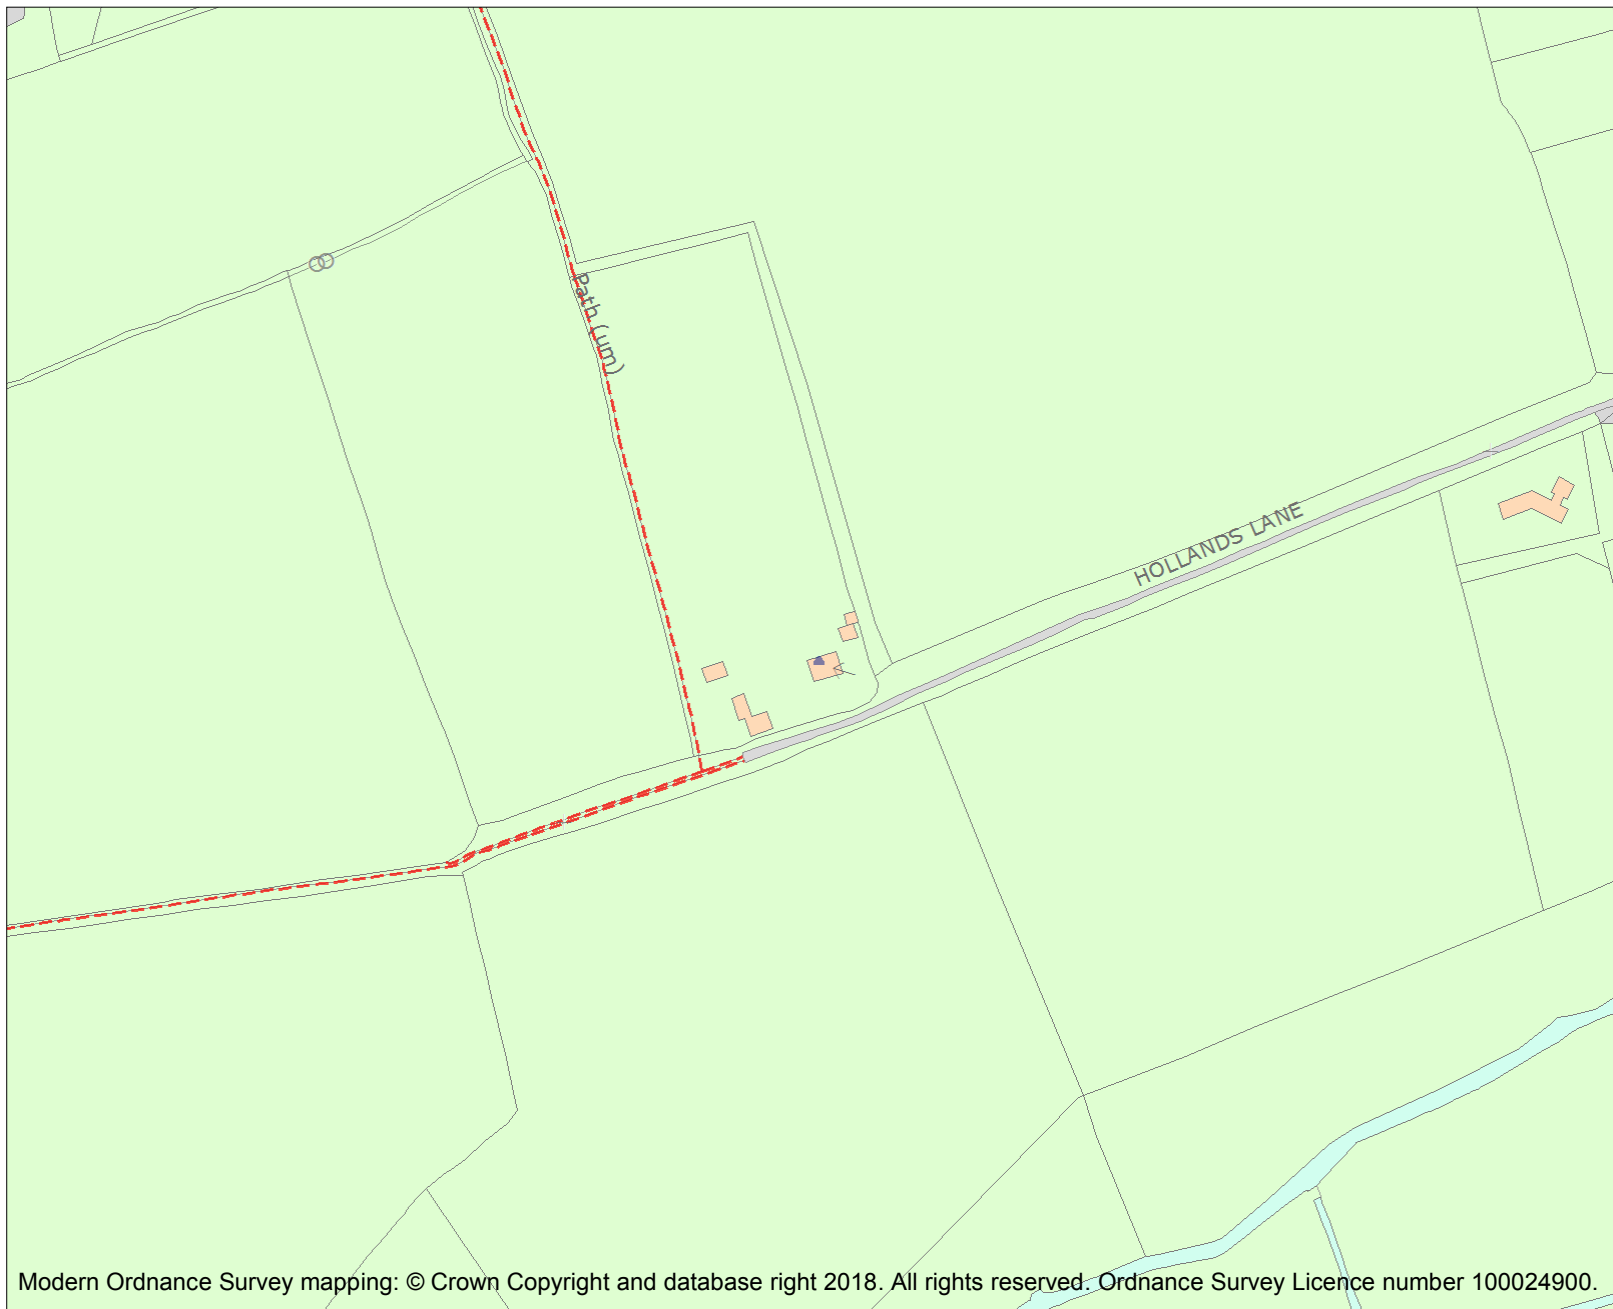 Path (um)
HOLLANDS LANE
Modern Ordnance Survey mapping: © Crown Copyright and database right 2018. All rights reserved. Ordnance Survey Licence number 100024900.